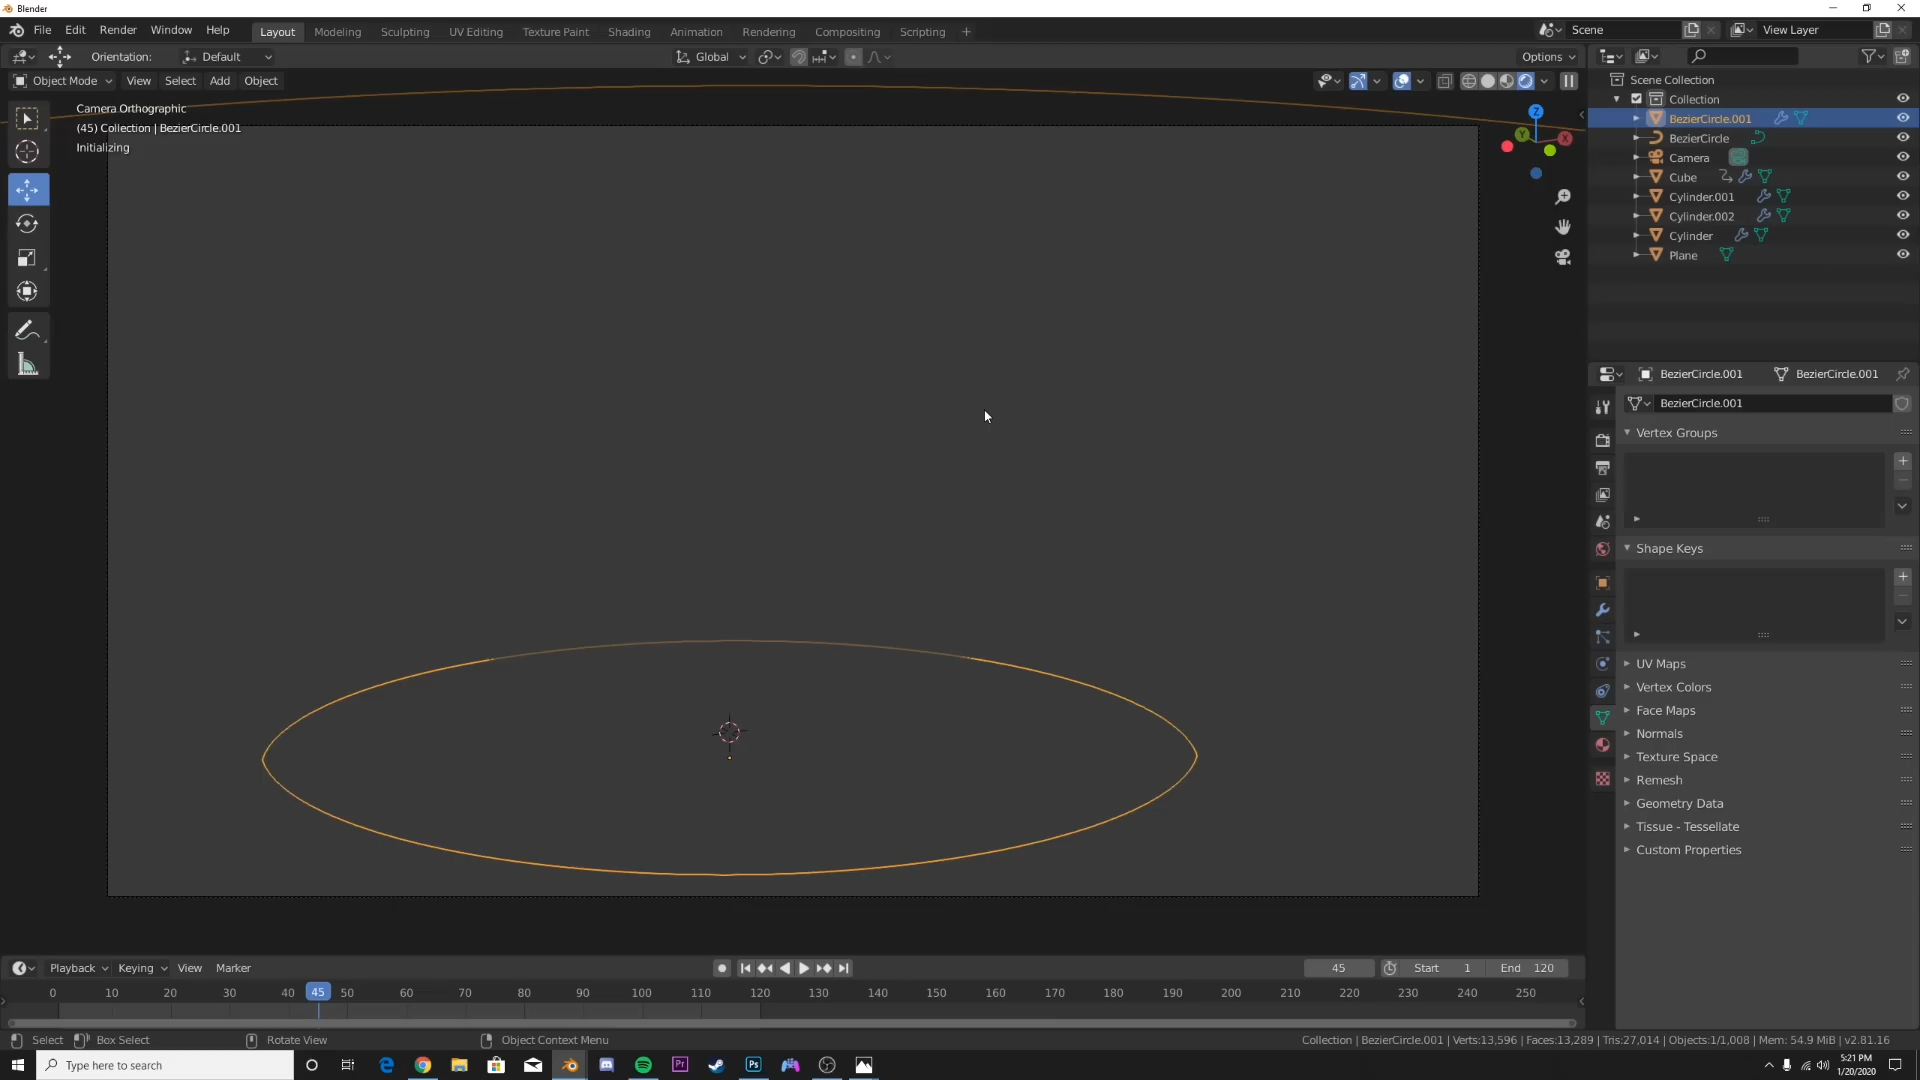 Blender
File Edit Render Window Help Layout Modeling Sculpting UV Editing Texture Paint Shading Animation Rendering Compositing Scripting + Scene View Layer
Orientation: Default Global Options
Object Mode View Select Add Object
Camera Orthographic
(45) Collection | BezierCircle.001
Initializing
Z
Y
X
Scene Collection
Collection
BezierCircle.001
BezierCircle
Camera
Cube
Cylinder.001
Cylinder.002
Cylinder
Plane
BezierCircle.001 BezierCircle.001
BezierCircle.001
Vertex Groups
Shape Keys
UV Maps
Vertex Colors
Face Maps
Normals
Texture Space
Remesh
Geometry Data
Tissue - Tessellate
Custom Properties
Playback Keying View Marker 45 Start 1 End 120
0 10 20 30 40 45 50 60 70 80 90 100 110 120 130 140 150 160 170 180 190 200 210 220 230 240 250
Select Box Select Rotate View Object Context Menu Collection | BezierCircle.001 | Verts:13,596 | Faces:13,289 | Tris:27,014 | Objects:1/1,008 | Mem: 54.9 MiB | v2.81.16
Type here to search Pr Ps 5:21 PM
1/20/2020